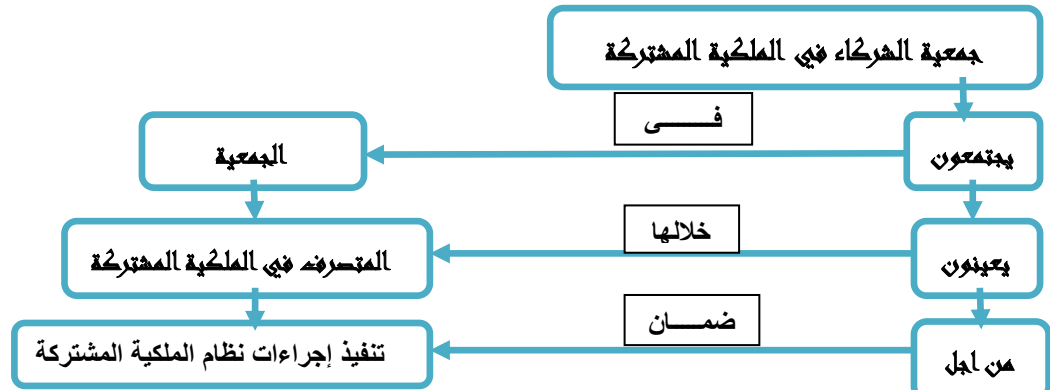 جمعية الشركاء في الملكية المشتركة
فــــــــى
يجتمعون
الجمعية
خلالها
يعينون
المتصرف في الملكية المشتركة
ضمـــــان
من اجل
تنفيذ إجراءات نظام الملكية المشتركة